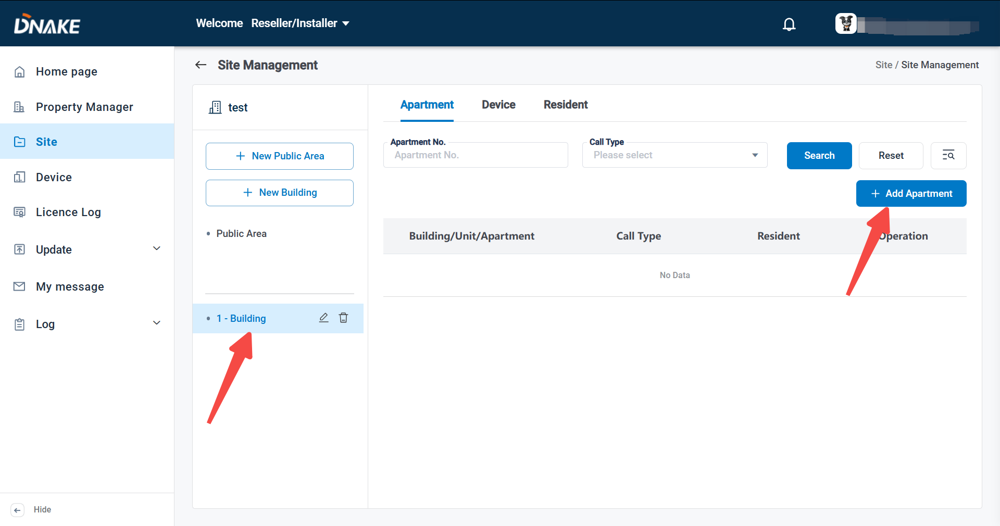 DNAKE
Welcome Reseller/Installer
Home page
Property Manager
Site
Device
Licence Log
Update
My message
Log
Hide
Site Management
Site / Site Management
test
New Public Area
New Building
Public Area
1 - Building
Apartment Device Resident
Apartment No.
Apartment No.
Call Type
Please select
Search
Reset
Add Apartment
Building/Unit/Apartment Call Type Resident Operation
No Data